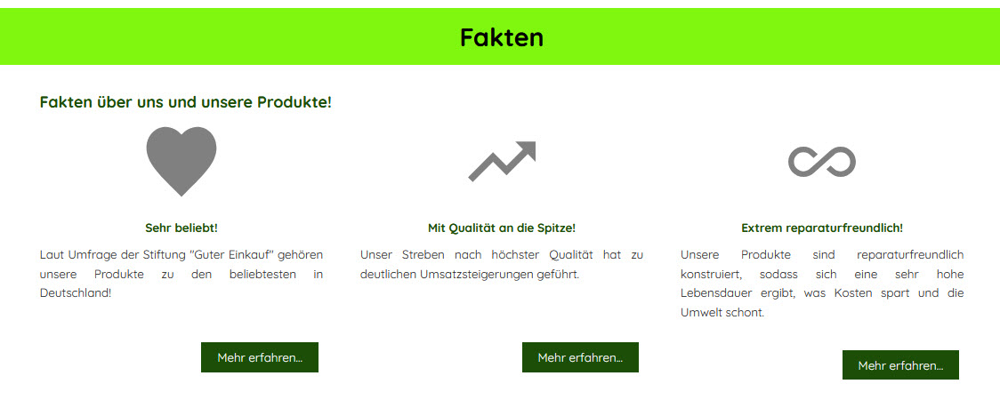 Fakten
Fakten über uns und unsere Produkte!
Sehr beliebt!
Laut Umfrage der Stiftung "Guter Einkauf" gehören
unsere Produkte zu den beliebtesten in
Deutschland!
Mehr erfahren...
Mit Qualität an die Spitze!
Unser Streben nach höchster Qualität hat zu
deutlichen Umsatzsteigerungen geführt.
Mehr erfahren...
Extrem reparaturfreundlich!
Unsere Produkte sind reparaturfreundlich
konstruiert, sodass sich eine sehr hohe
Lebensdauer ergibt, was Kosten spart und die
Umwelt schont.
Mehr erfahren...